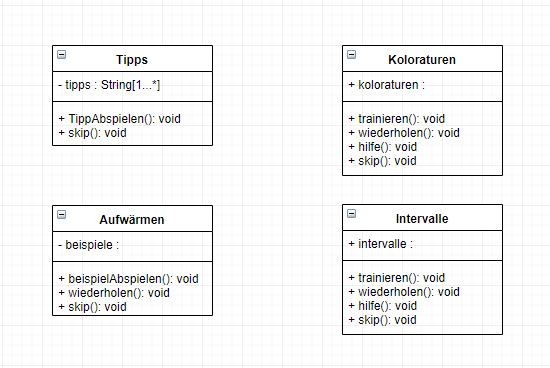 Tipps
- tipps : String[1...*]
+ TippAbspielen(): void
+ skip(): void
Koloraturen
+ koloraturen :
+ trainieren(): void
+ wiederholen(): void
+ hilfe(): void
+ skip(): void
Aufwärmen
- beispiele :
+ beispielAbspielen(): void
+ wiederholen(): void
+ skip(): void
Intervalle
+ intervalle :
+ trainieren(): void
+ wiederholen(): void
+ hilfe(): void
+ skip(): void